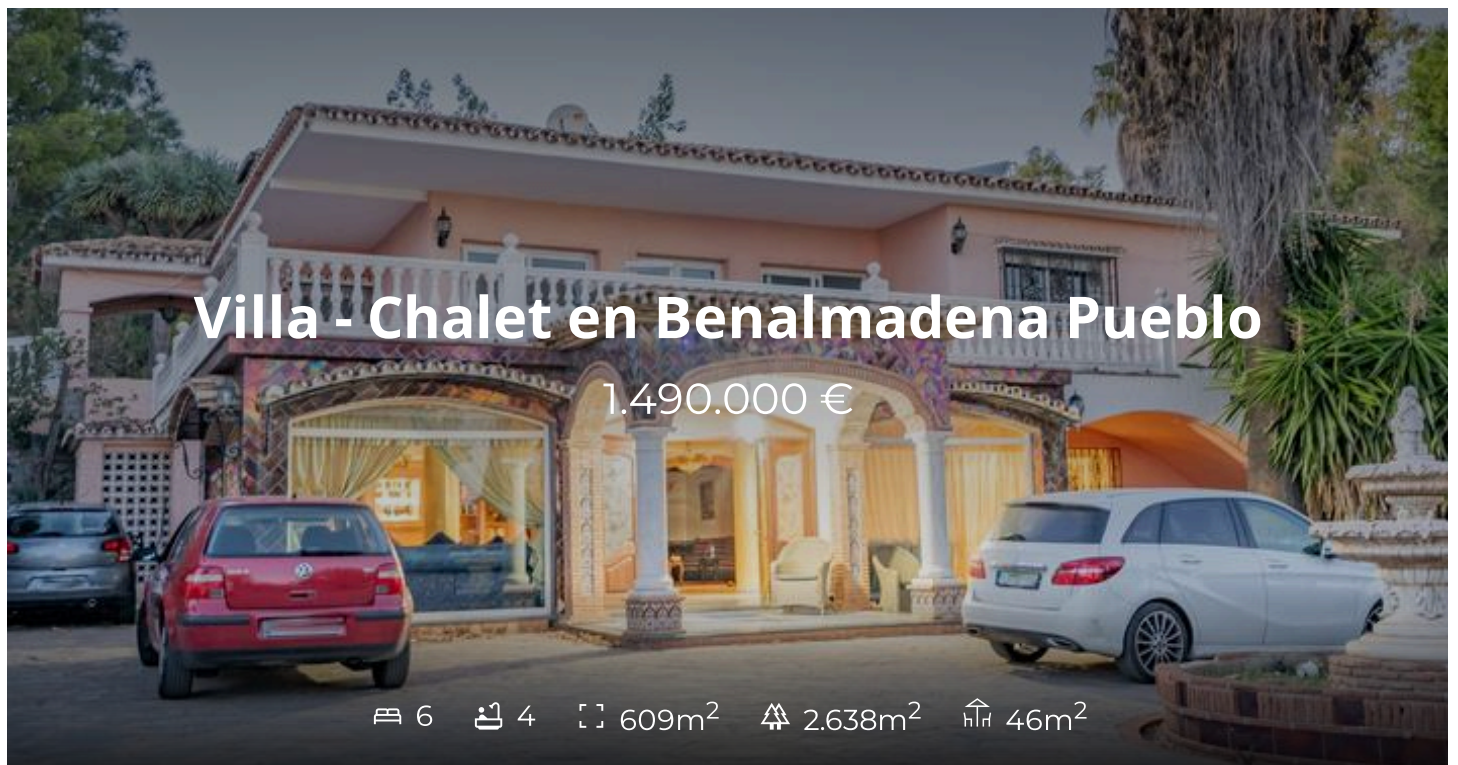 Villa - Chalet en Benalmadena Pueblo
1.490.000 €
6 4 609m² 2.638m² 46m²